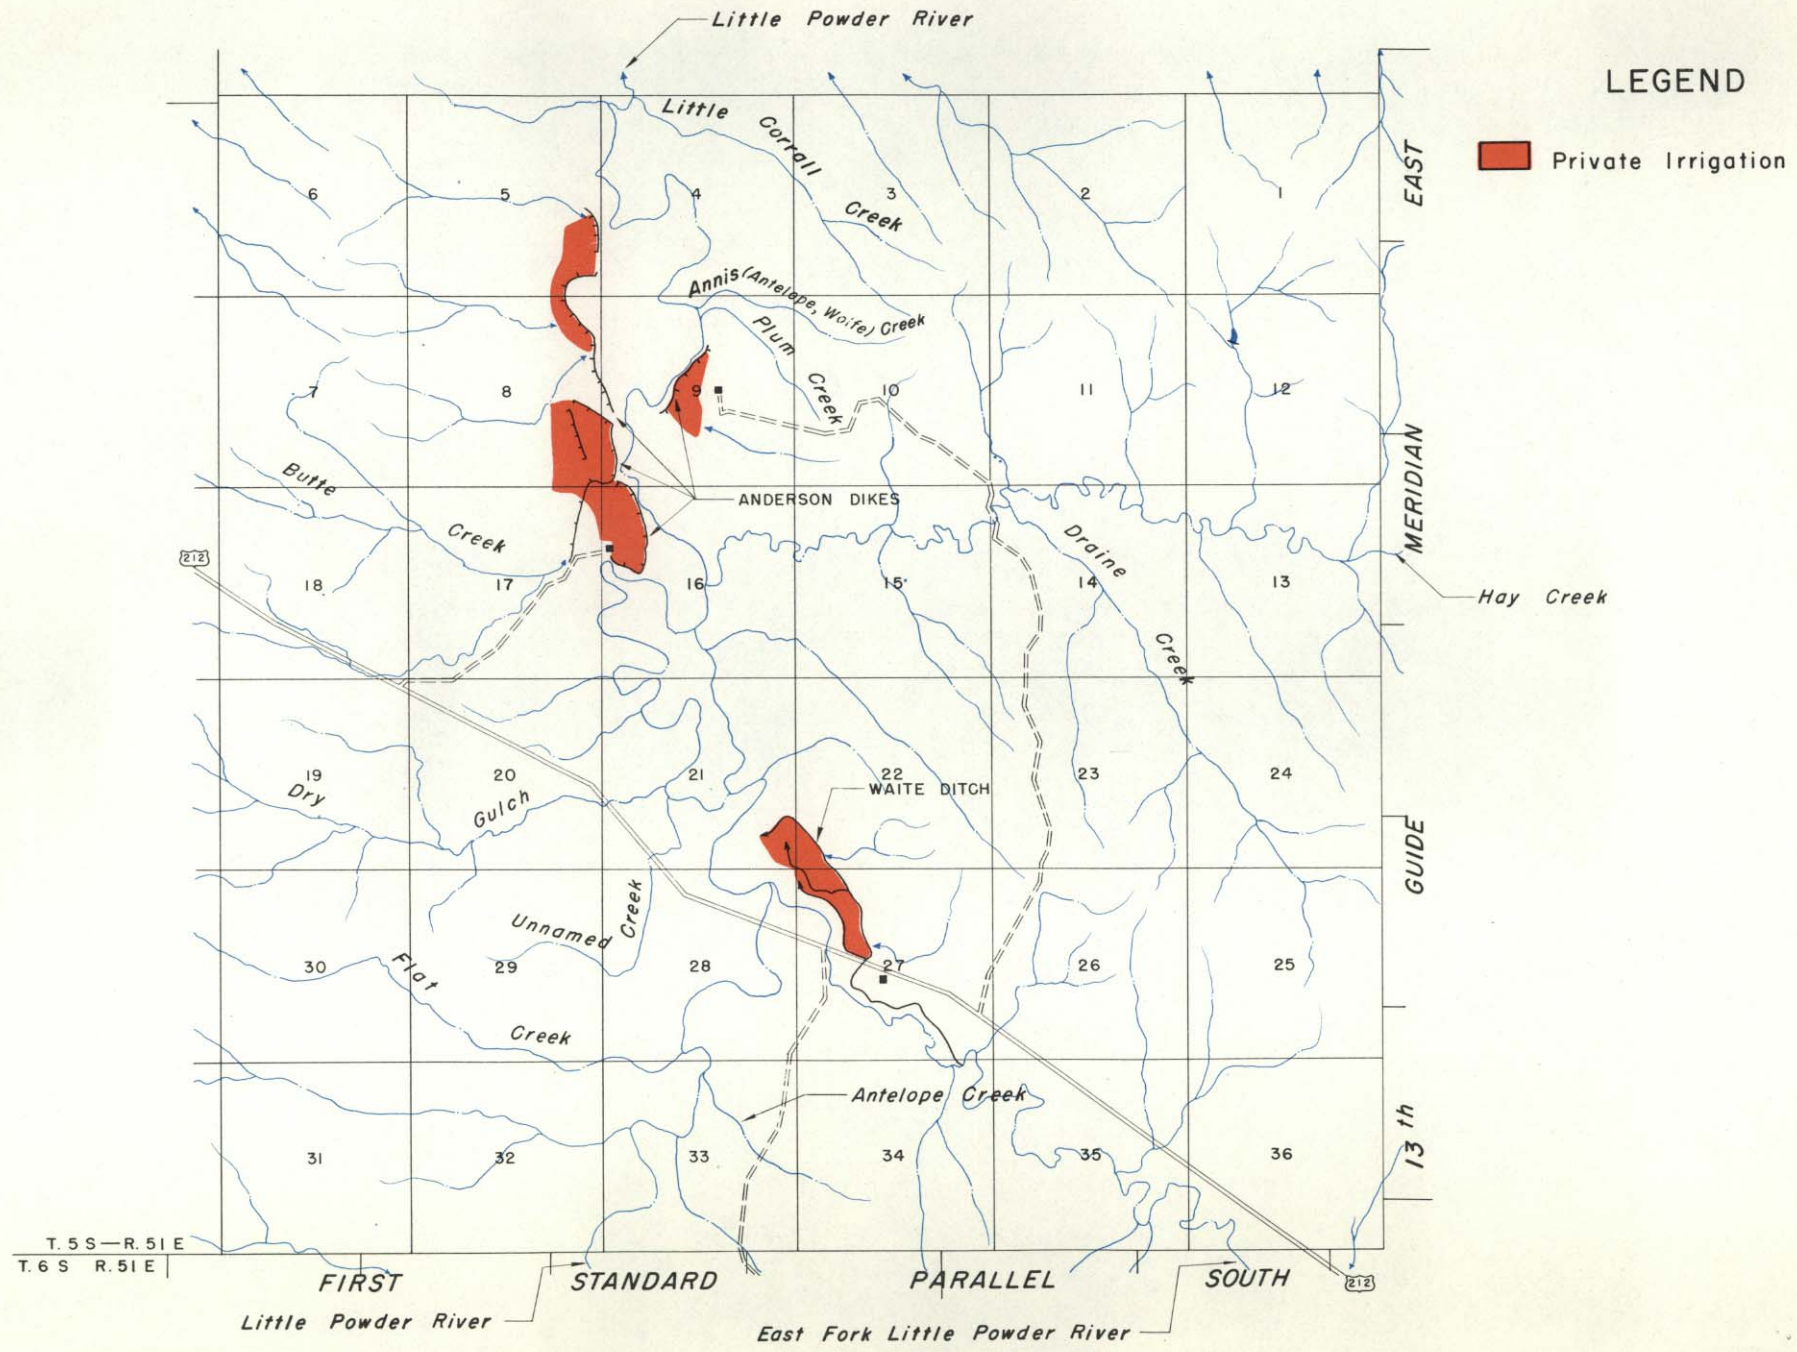 Little Powder River
LEGEND
Private Irrigation
Little Corrall Creek
6
5
4
3
2
1
EAST
Annis (Antelope, Waife) Creek
Plum Creek
7
8
9
10
11
12
MERIDIAN
Butte Creek
ANDERSON DIKES
212
18
17
16
15
14
13
Draine Creek
Hay Creek
19
20
21
22
23
24
Dry Gulch
WAITE DITCH
GUIDE
Unnamed Creek
30
29
28
27
26
25
Flat Creek
Antelope Creek
31
32
33
34
35
36
13th
T. 5 S—R. 51 E
T. 6 S R. 51 E
FIRST STANDARD PARALLEL SOUTH
212
Little Powder River
East Fork Little Powder River